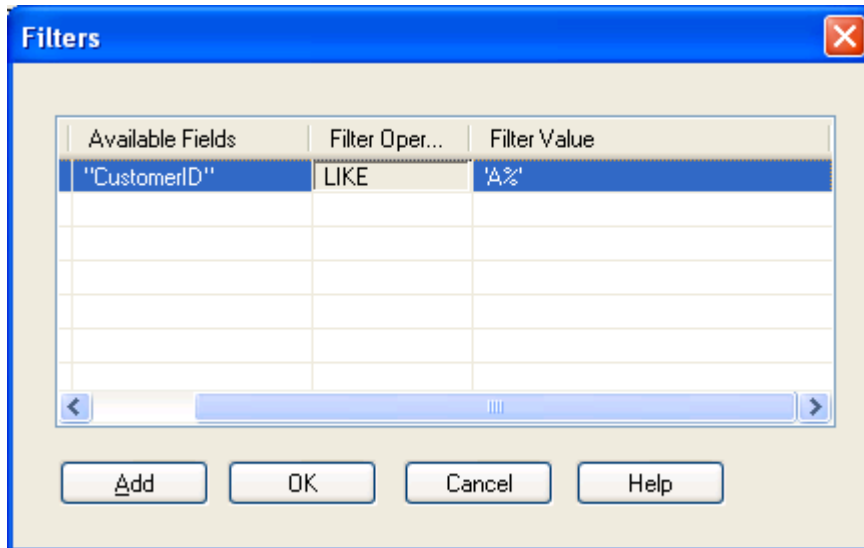 Filters
Available Fields Filter Oper... Filter Value
"CustomerID" LIKE 'A%'
Add OK Cancel Help